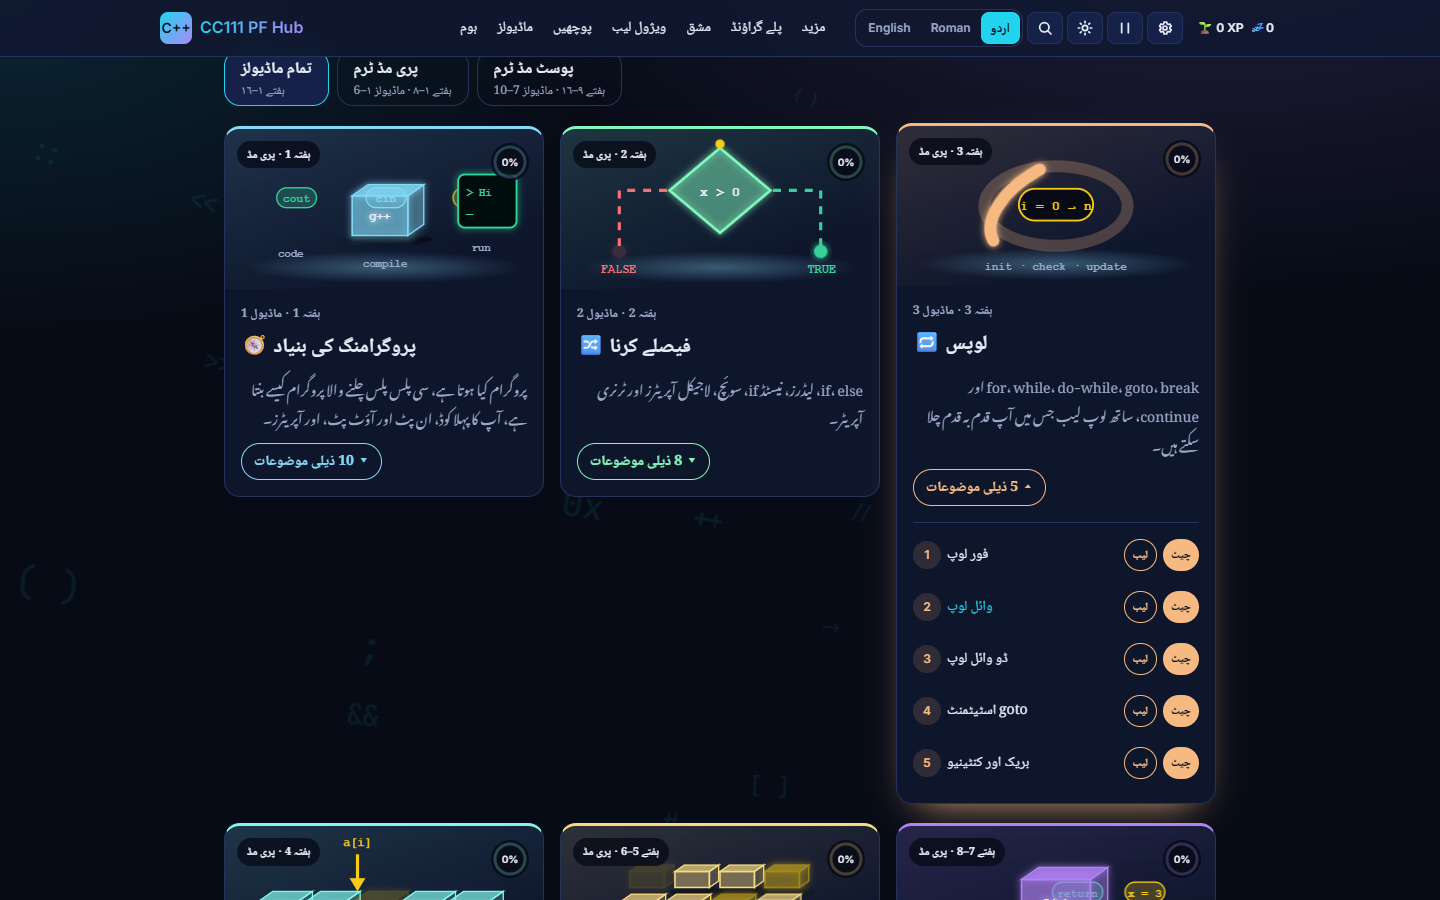 C++ CC111 PF Hub
ہوم ماڈیولز مشق پلے گراؤنڈ ویژول لیب پوچھیں مزید
English Roman اردو
0 XP 0
تمام ماڈیولز
ہفتے ۱–۱٦
پری مڈ ٹرم
ہفتے ۱–۸ · ماڈیولز ۱–6
پوسٹ مڈ ٹرم
ہفتے ۹–۱٦ · ماڈیولز 7–10
ہفتہ 1 · پری مڈ
0%
cout
cin
g++
> Hi
_
code
compile
run
ہفتہ 1 · ماڈیول 1
پروگرامنگ کی بنیاد
پروگرام کیا ہوتا ہے، سی پلس پلس چلنے والا پروگرام کیسے بنتا
ہے، آپ کا پہلا کوڈ، ان پٹ اور آؤٹ پٹ، اور آپریٹرز۔
10 ذیلی موضوعات
ہفتہ 2 · پری مڈ
0%
x > 0
FALSE
TRUE
ہفتہ 2 · ماڈیول 2
فیصلے کرنا
if، else، لیڈرز، نیسٹڈ if، سوئچ، لاجیکل آپریٹرز اور ٹرنری
آپریٹر۔
8 ذیلی موضوعات
ہفتہ 3 · پری مڈ
0%
i = 0 → n
init · check · update
ہفتہ 3 · ماڈیول 3
لوپس
for، while، do-while، goto، break اور
continue، ساتھ لوپ لیب جس میں آپ قدم بہ قدم چلا
سکتے ہیں۔
5 ذیلی موضوعات
1 فور لوپ لیب چیٹ
2 وائل لوپ لیب چیٹ
3 ڈو وائل لوپ لیب چیٹ
4 goto اسٹیٹمنٹ لیب چیٹ
5 بریک اور کنٹینیو لیب چیٹ
ہفتہ 4 · پری مڈ
a[i]
0%
ہفتے 5–6 · پری مڈ
0%
ہفتے 7–8 · پری مڈ
0%
return
x = 3